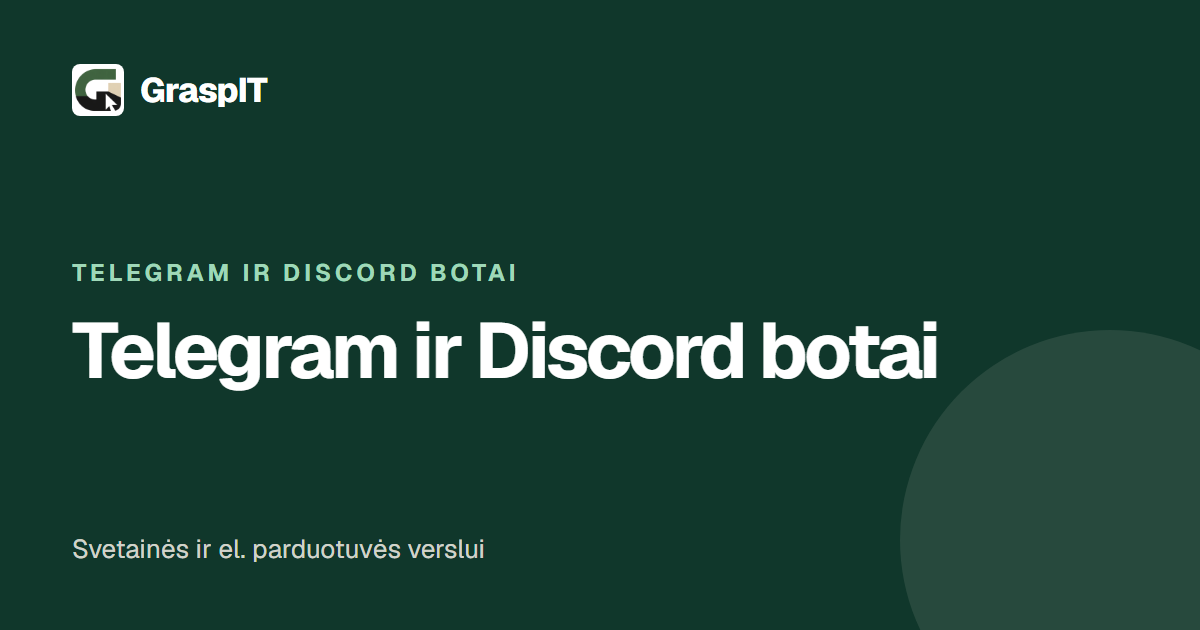 GraspIT
TELEGRAM IR DISCORD BOTAI
Telegram ir Discord botai
Svetainės ir el. parduotuvės verslui